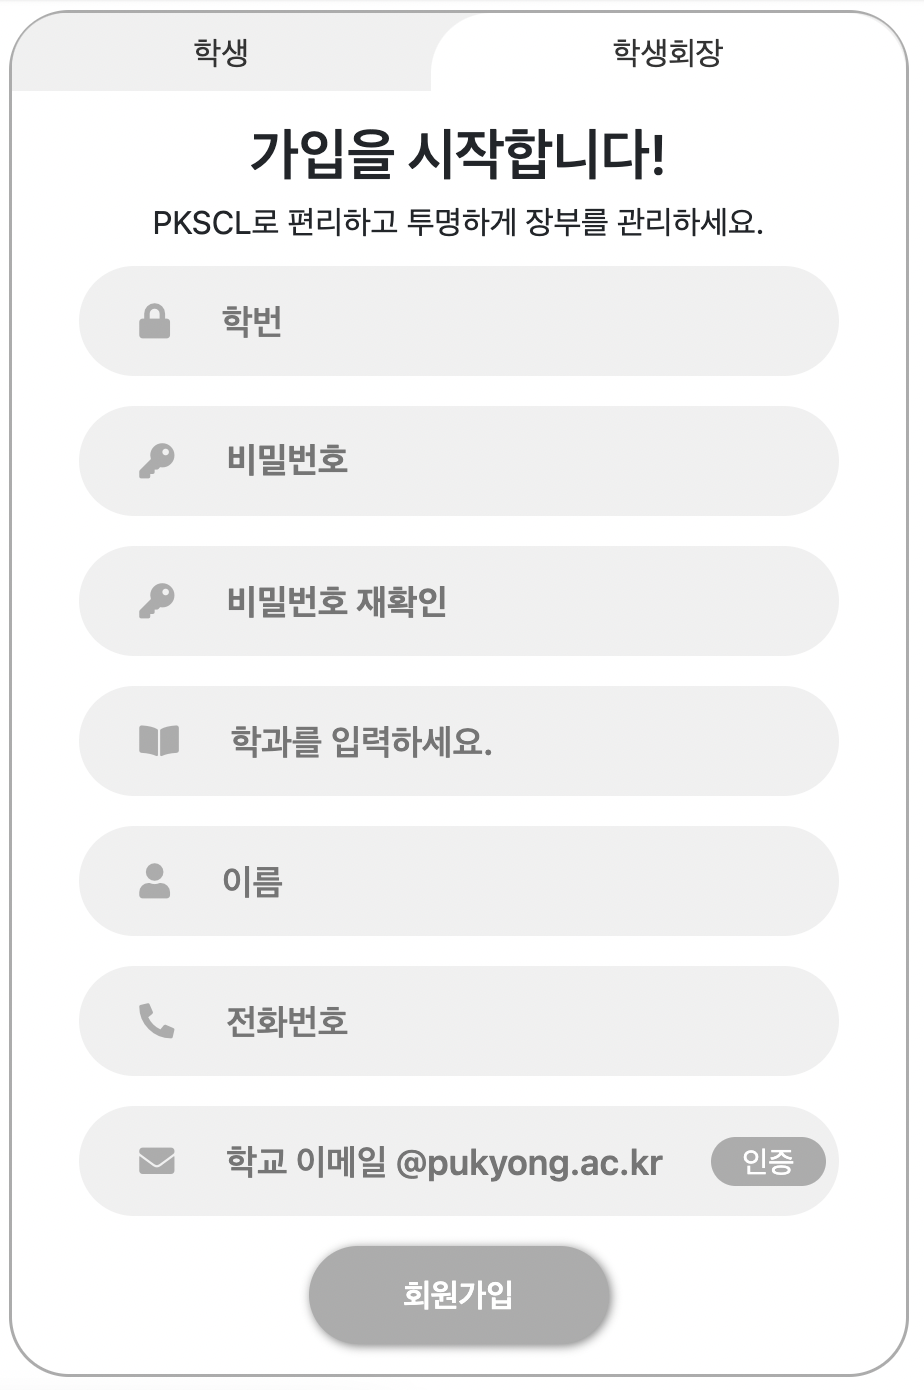 학생
학생회장
가입을 시작합니다!
PKSCL로 편리하고 투명하게 장부를 관리하세요.
학번
비밀번호
비밀번호 재확인
학과를 입력하세요.
이름
전화번호
학교 이메일 @pukyong.ac.kr 인증
회원가입